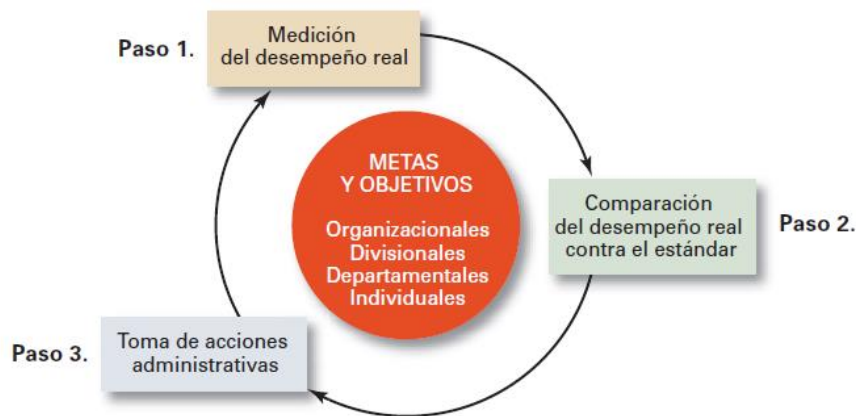 Paso 1.
Medición
del desempeño real
METAS
Y OBJETIVOS
Organizacionales
Divisionales
Departamentales
Individuales
Comparación
del desempeño real
contra el estándar
Paso 2.
Paso 3.
Toma de acciones
administrativas